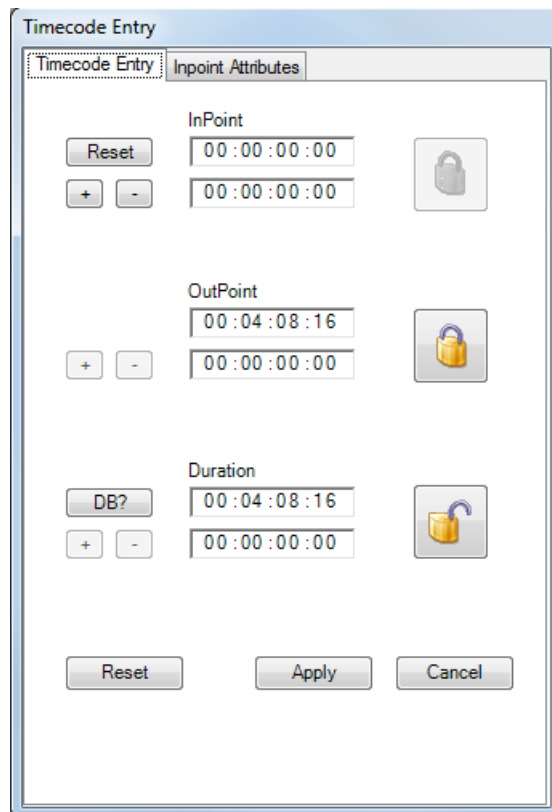 Timecode Entry
Timecode Entry Inpoint Attributes
InPoint
Reset 00:00:00:00
+ - 00:00:00:00
OutPoint
00:04:08:16
+ - 00:00:00:00
Duration
DB? 00:04:08:16
+ - 00:00:00:00
Reset Apply Cancel